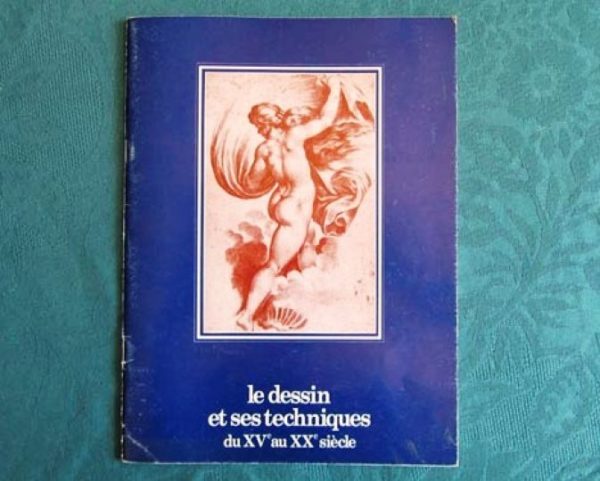 le dessin
et ses techniques
du XVe au XXe siècle